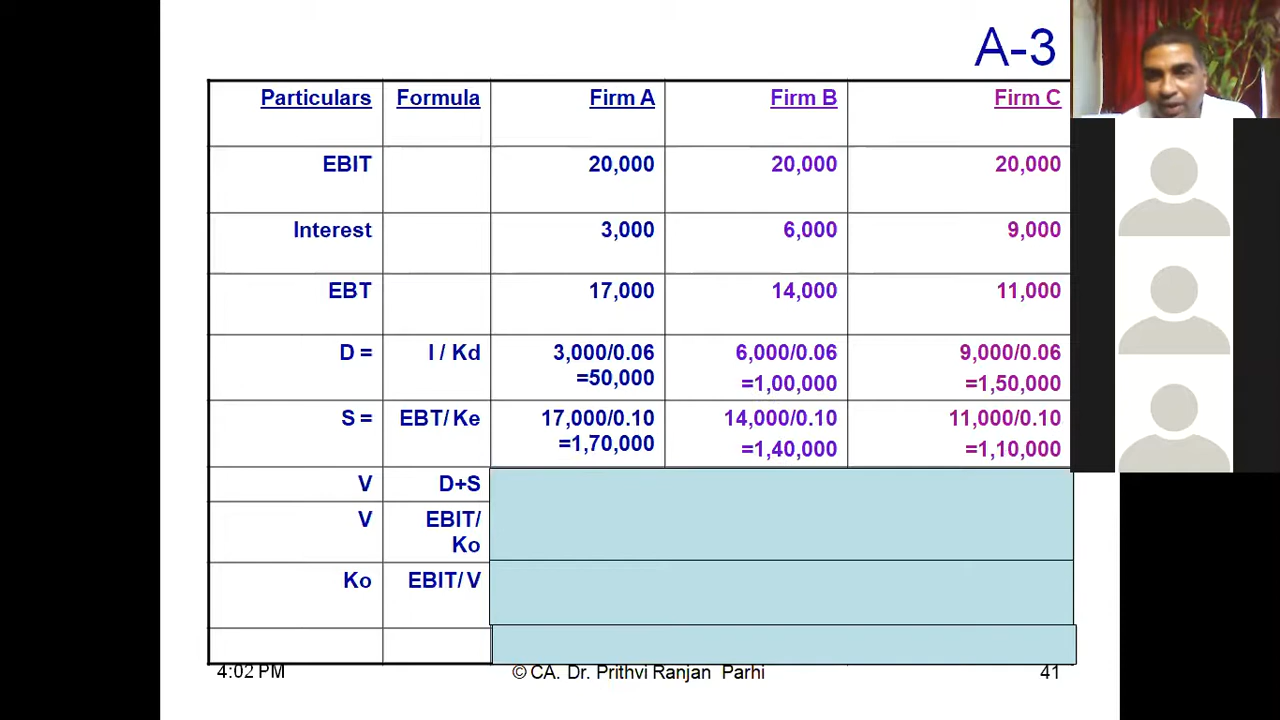 A-3
Particulars Formula Firm A Firm B Firm C
EBIT 20,000 20,000 20,000
Interest 3,000 6,000 9,000
EBT 17,000 14,000 11,000
D = I / Kd 3,000/0.06 6,000/0.06 9,000/0.06
=50,000 =1,00,000 =1,50,000
S = EBT/ Ke 17,000/0.10 14,000/0.10 11,000/0.10
=1,70,000 =1,40,000 =1,10,000
V D+S
V EBIT/
Ko
Ko EBIT/ V
4:02 PM © CA. Dr. Prithvi Ranjan Parhi 41